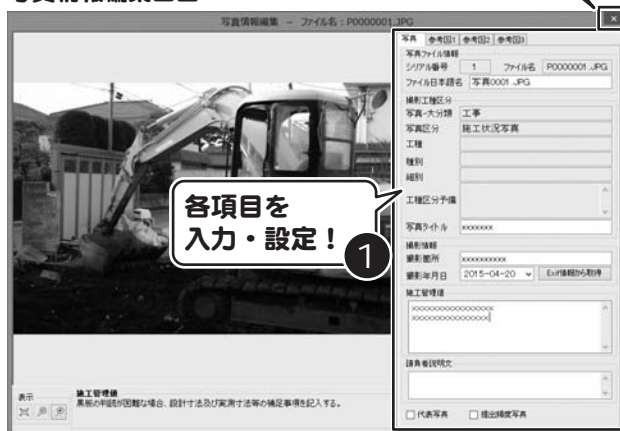 写真情報編集 － ファイル名：P0000001.JPG
×
写真 参考図1 参考図2 参考図3
写真ファイル情報
シリアル番号 1 ファイル名 P0000001.JPG
ファイル日本語名 写真0001.JPG
撮影工種区分
写真-大分類 工事
写真区分 施工状況写真
工種
種別
細別
工種区分予備
写真タイトル xxxxxxx
撮影情報
撮影箇所 xxxxxxxxxx
撮影年月日 2015-04-20 Exif情報から取得
施工管理値
xxxxxxxxxxxxxxxx
xxxxxxxxxxxxxxx
請負者説明文
代表写真 提出頻度写真
各項目を
入力・設定！
1
表示
施工管理値
黒板の判読が困難な場合、設計寸法及び実測寸法等の補足事項を記入する。